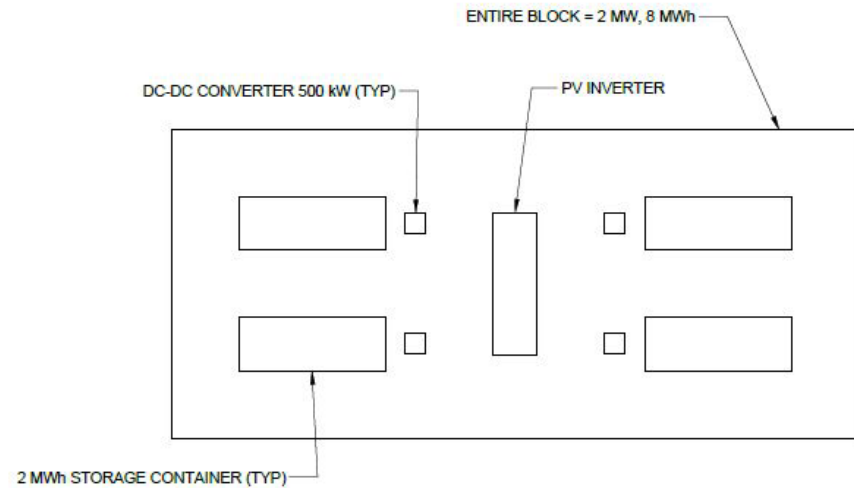 ENTIRE BLOCK = 2 MW, 8 MWh
DC-DC CONVERTER 500 kW (TYP)
PV INVERTER
2 MWh STORAGE CONTAINER (TYP)